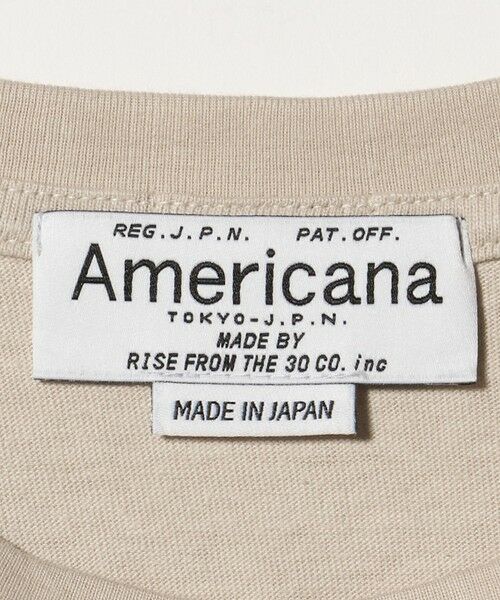 REG.J.P.N. PAT.OFF.
Americana
TOKYO-J.P.N.
MADE BY
RISE FROM THE 30 CO. inc
MADE IN JAPAN